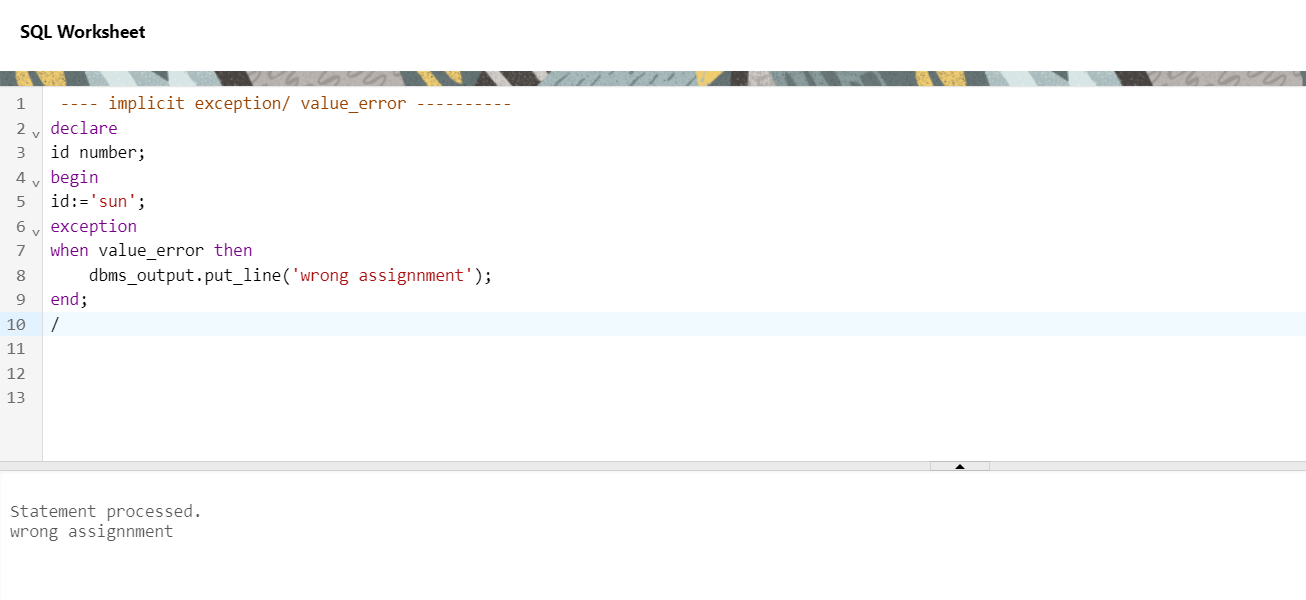 SQL Worksheet
1 ---- implicit exception/ value_error ----------
2 declare
3 id number;
4 begin
5 id:='sun';
6 exception
7 when value_error then
8 dbms_output.put_line('wrong assignnment');
9 end;
10 /
11
12
13
Statement processed.
wrong assignnment